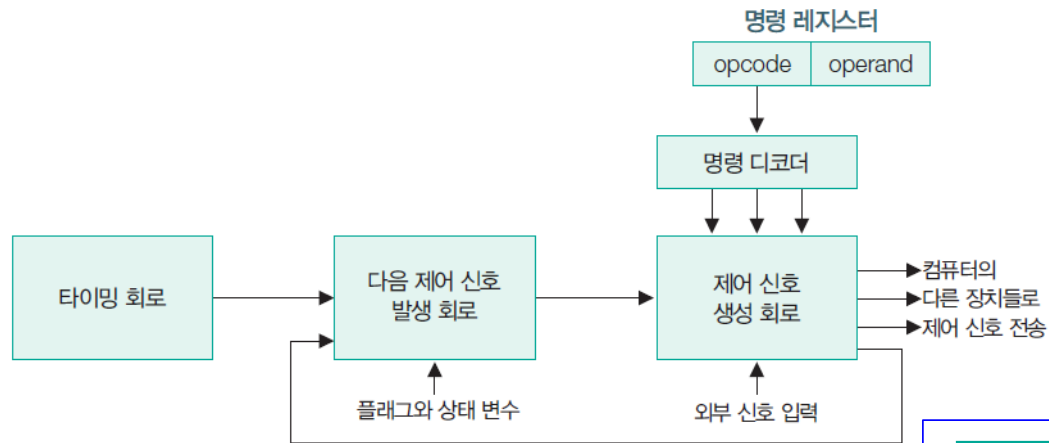 명령 레지스터
opcode operand
명령 디코더
타이밍 회로
다음 제어 신호
발생 회로
제어 신호
생성 회로
컴퓨터의
다른 장치들로
제어 신호 전송
플래그와 상태 변수
외부 신호 입력